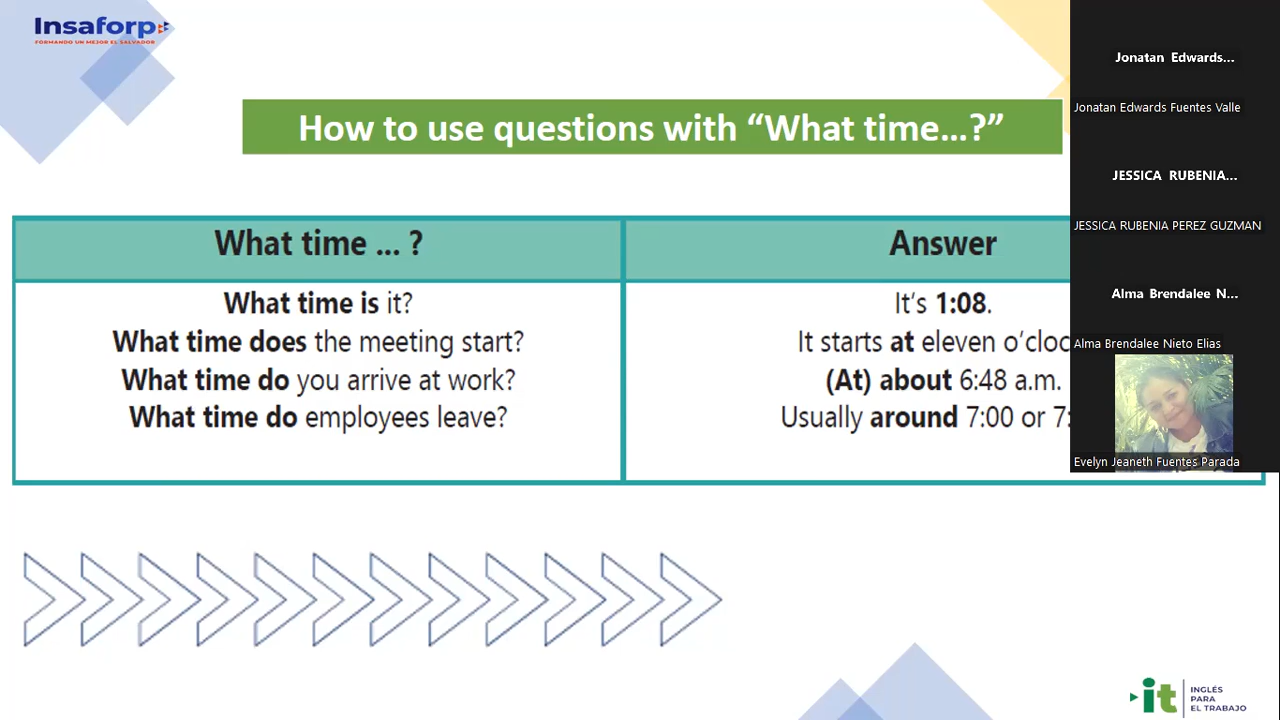 Insaforp
FORMANDO UN MEJOR EL SALVADOR
How to use questions with “What time…?”
What time ... ?
Answer
What time is it?
It’s 1:08.
What time does the meeting start?
It starts at eleven o’cloc
What time do you arrive at work?
(At) about 6:48 a.m.
What time do employees leave?
Usually around 7:00 or 7:
Jonatan Edwards...
Jonatan Edwards Fuentes Valle
JESSICA RUBENIA...
JESSICA RUBENIA PEREZ GUZMAN
Alma Brendalee N...
Alma Brendalee Nieto Elias
Evelyn Jeaneth Fuentes Parada
it
INGLÉS
PARA
EL TRABAJO